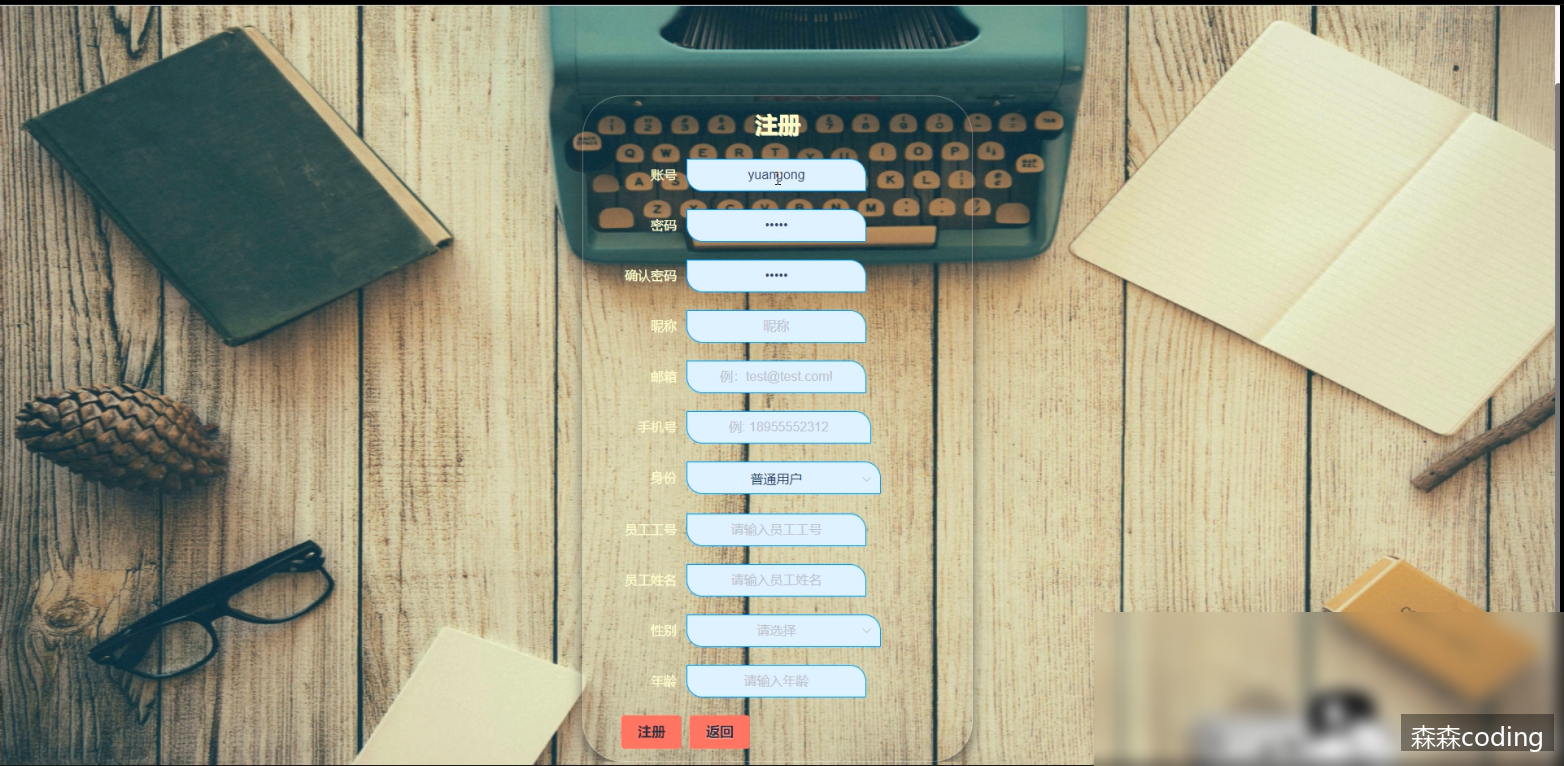 注册
账号 yuanyong
密码 •••••
确认密码 •••••
昵称 昵称
邮箱 例：test@test.com!
手机号 例: 18955552312
身份 普通用户
员工工号 请输入员工工号
员工姓名 请输入员工姓名
性别 请选择
年龄 请输入年龄
注册 返回
森森coding